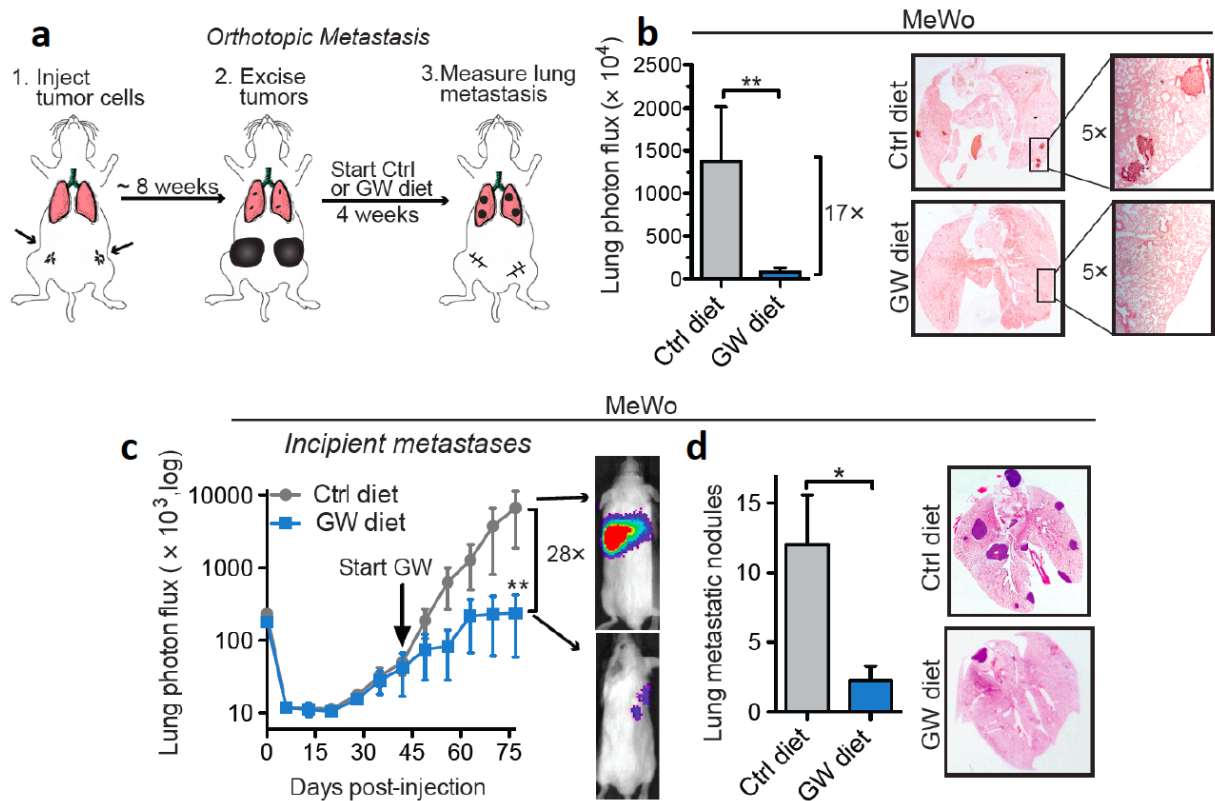 a
Orthotopic Metastasis
1. Inject
tumor cells
2. Excise
tumors
3.Measure lung
metastasis
~ 8 weeks
Start Ctrl
or GW diet
4 weeks
b
MeWo
Lung photon flux (× 10⁴)
2500
2000
1500
1000
500
0
**
17×
Ctrl diet
GW diet
Ctrl diet
5×
GW diet
5×
MeWo
c
Incipient metastases
Lung photon flux (× 10³,log)
10000
1000
100
10
Ctrl diet
GW diet
Start GW
28×
**
0
15
30
45
60
75
Days post-injection
d
Lung metastatic nodules
15
10
5
0
*
Ctrl diet
GW diet
Ctrl diet
GW diet